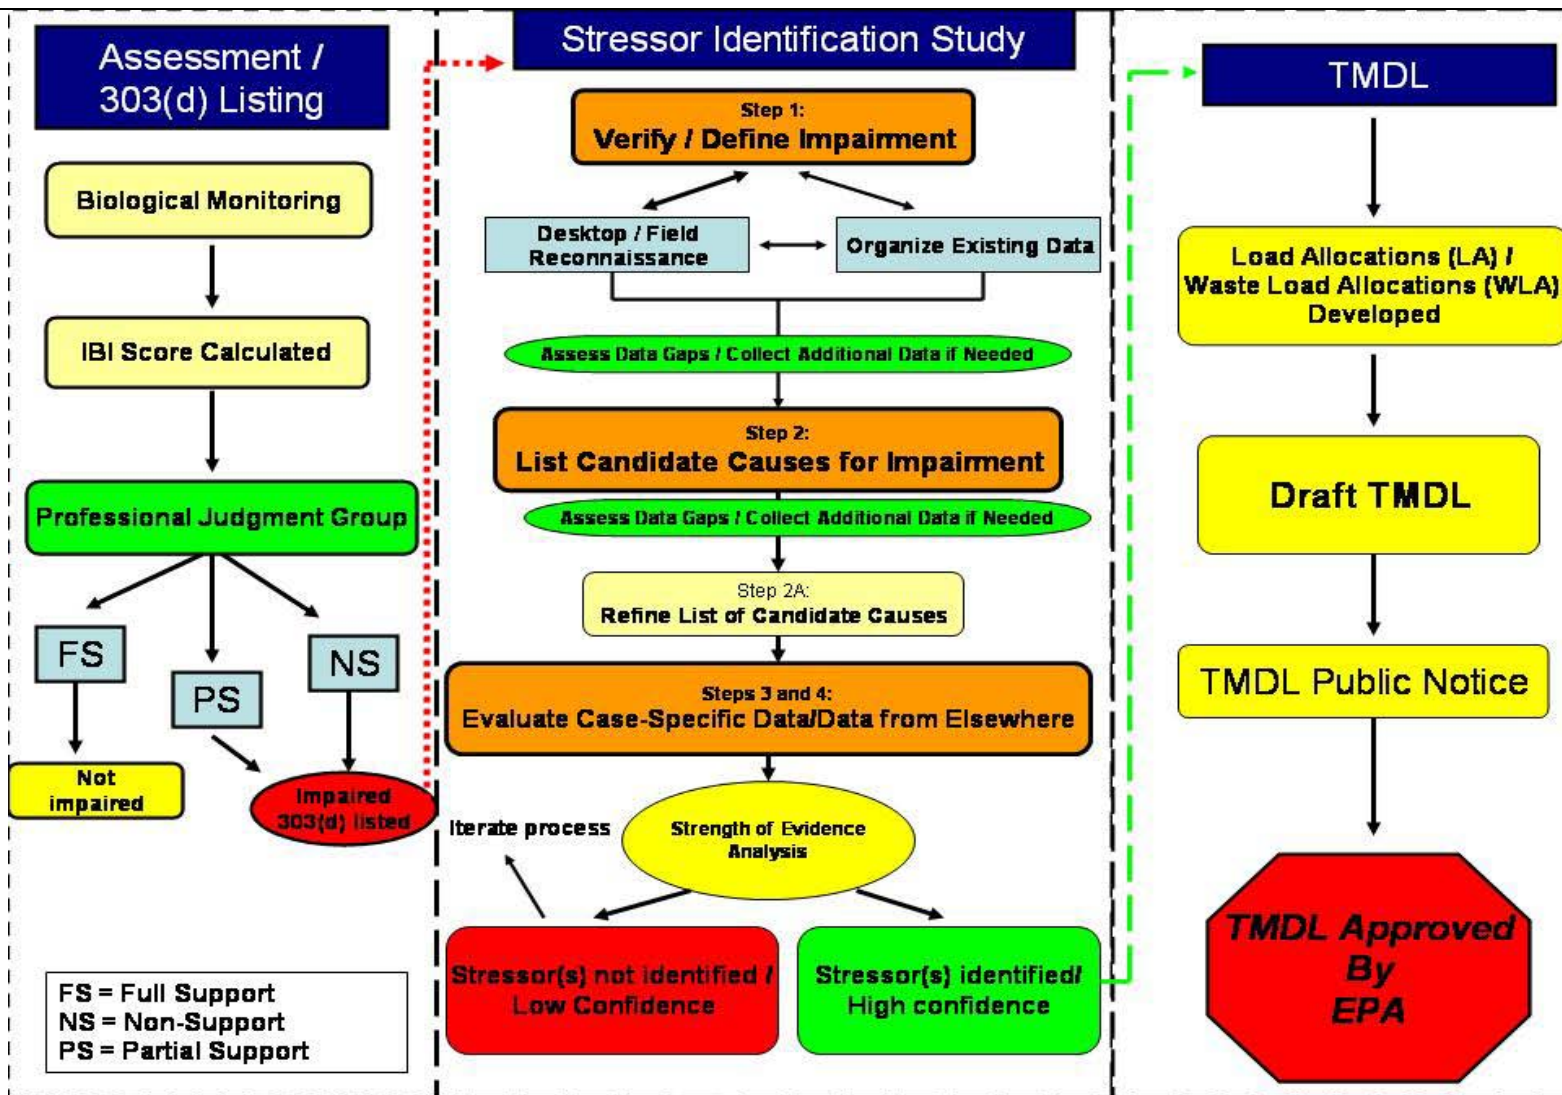 Assessment /
303(d) Listing
Biological Monitoring
IBI Score Calculated
Professional Judgment Group
FS
PS
NS
Not
impaired
Impaired
303(d) listed
FS = Full Support
NS = Non-Support
PS = Partial Support
Stressor Identification Study
Step 1:
Verify / Define Impairment
Desktop / Field
Reconnaissance
Organize Existing Data
Assess Data Gaps / Collect Additional Data if Needed
Step 2:
List Candidate Causes for Impairment
Assess Data Gaps / Collect Additional Data if Needed
Step 2A:
Refine List of Candidate Causes
Steps 3 and 4:
Evaluate Case-Specific Data/Data from Elsewhere
Strength of Evidence
Analysis
Iterate process
Stressor(s) not identified /
Low Confidence
Stressor(s) identified/
High confidence
TMDL
Load Allocations (LA) /
Waste Load Allocations (WLA)
Developed
Draft TMDL
TMDL Public Notice
TMDL Approved
By
EPA